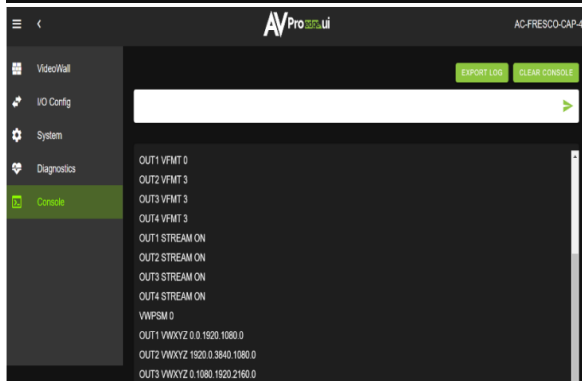 AVPro ui
AC-FRESCO-CAP-4
VideoWall
I/O Config
System
Diagnostics
Console
EXPORT LOG
CLEAR CONSOLE
OUT1 VFMT 0
OUT2 VFMT 3
OUT3 VFMT 3
OUT4 VFMT 3
OUT1 STREAM ON
OUT2 STREAM ON
OUT3 STREAM ON
OUT4 STREAM ON
VWPSM 0
OUT1 VWXYZ 0.0.1920.1080.0
OUT2 VWXYZ 1920.0.3840.1080.0
OUT3 VWXYZ 0.1080.1920.2160.0